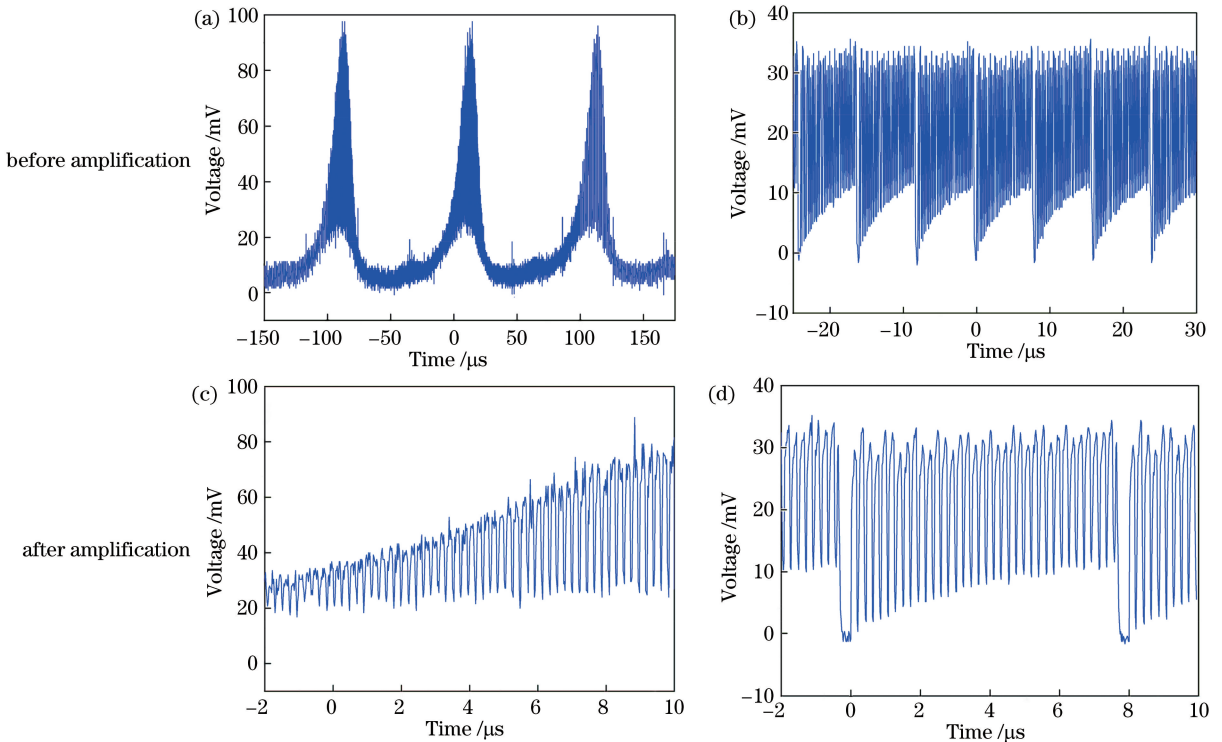 before amplification
(a)
100
80
60
40
20
0
Voltage /mV
−150 −100 −50 0 50 100 150
Time /μs
(b)
40
30
20
10
0
−10
Voltage /mV
−20 −10 0 10 20 30
Time /μs
after amplification
(c)
100
80
60
40
20
0
Voltage /mV
−2 0 2 4 6 8 10
Time /μs
(d)
40
30
20
10
0
−10
Voltage /mV
−2 0 2 4 6 8 10
Time /μs